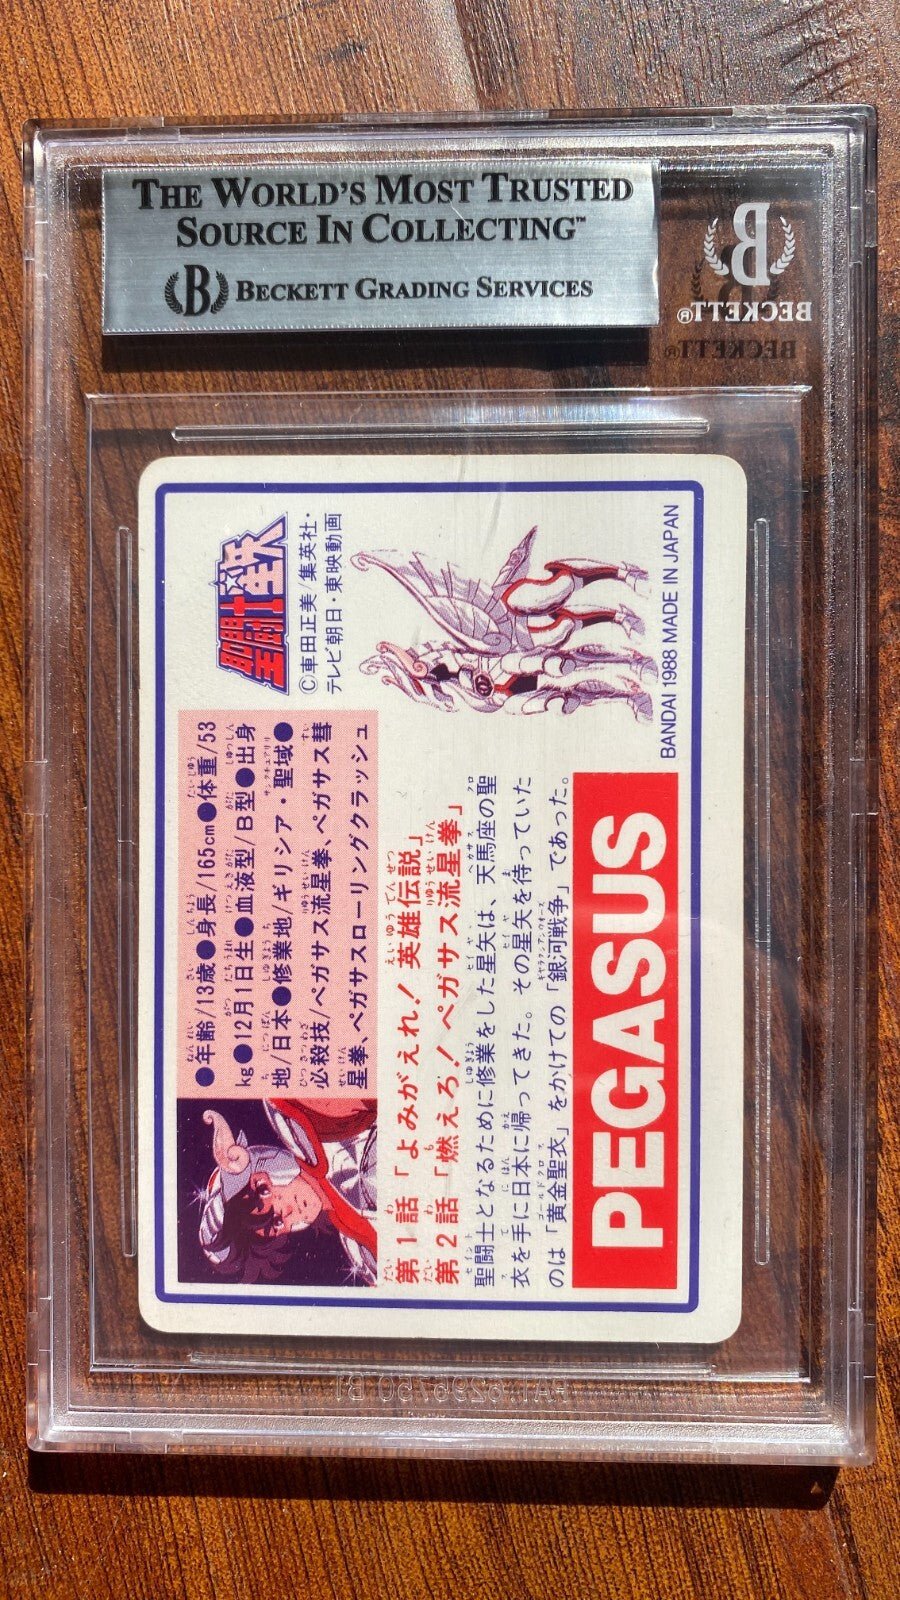 THE WORLD'S MOST TRUSTED
SOURCE IN COLLECTING™
B BECKETT GRADING SERVICES
B
BECKETT®
聖闘士星矢
©車田正美/集英社・
テレビ朝日・東映動画
●年齢/13歳●身長/165cm●体重/53
kg●12月1日生●血液型/B型●出身
地/日本●修業地/ギリシア・聖域●
必殺技/ペガサス流星拳、ペガサス彗
星拳、ペガサスローリングクラッシュ
第1話「よみがえれ!英雄伝説」
第2話「燃えろ!ペガサス流星拳」
聖闘士となるために修業をした星矢は、天馬座の聖
衣を手に日本に帰ってきた。その星矢を待っていた
のは「黄金聖衣」をかけての「銀河戦争」であった。
PEGASUS
BANDAI 1988 MADE IN JAPAN